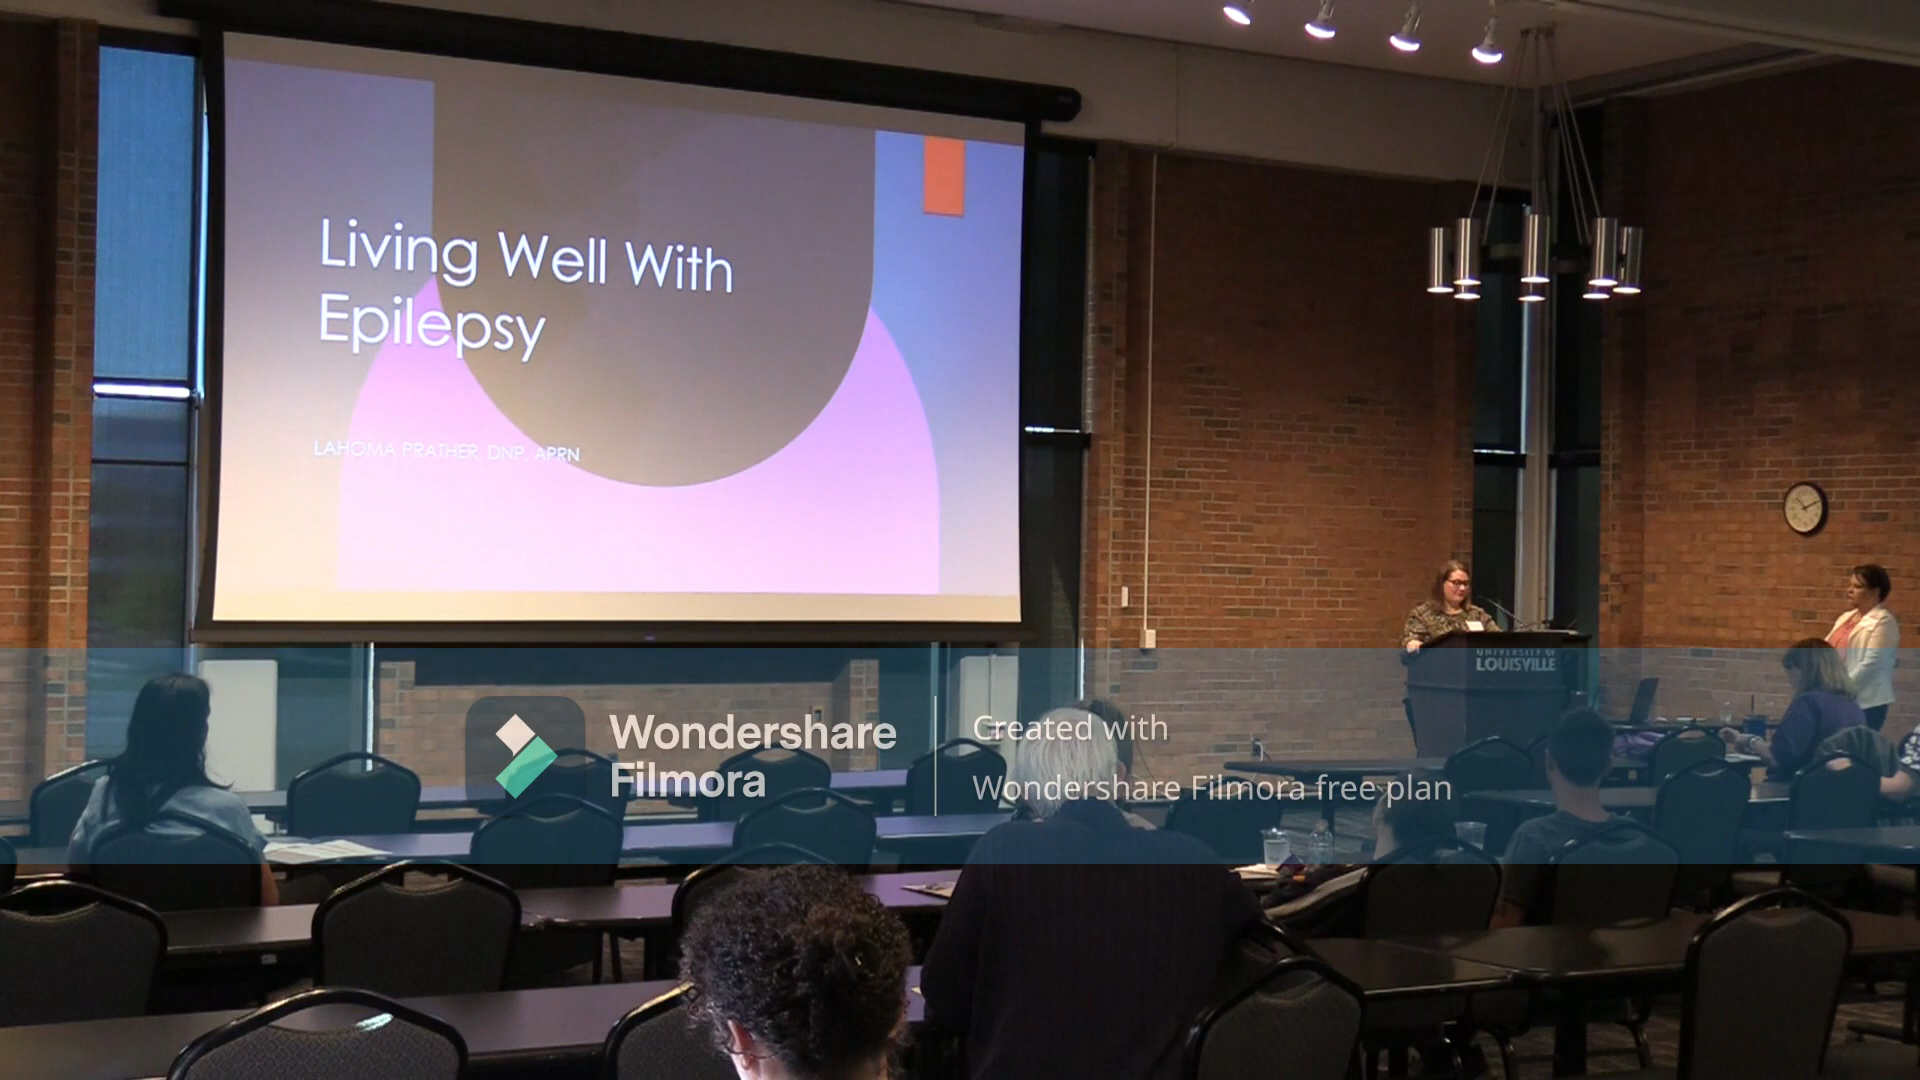 Living Well With
Epilepsy
LAHOMA PRATHER, DNP, APRN
UNIVERSITY OF
LOUISVILLE
Wondershare
Filmora
Created with
Wondershare Filmora free plan